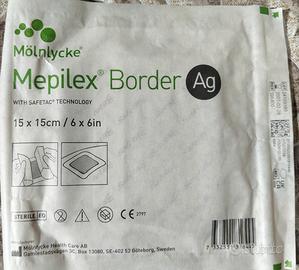 Mölnlycke®
Mepilex® Border Ag
WITH SAFETAC® TECHNOLOGY
15 x 15cm / 6 x 6in
STERILE EO
2797
Mölnlycke Health Care AB
Gamlestadsvägen 3C, Box 13080, SE-402 52 Göteborg, Sweden